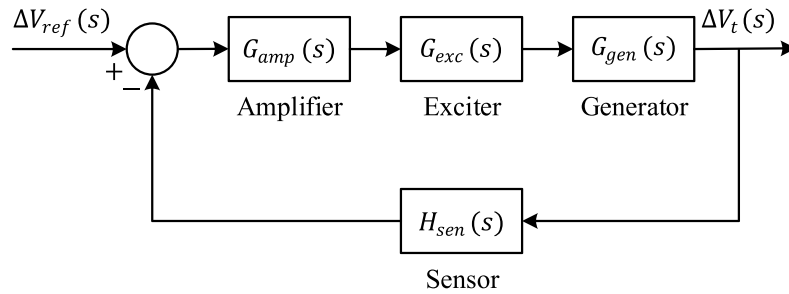 ΔV_ref(s)
+
−
G_amp(s)
Amplifier
G_exc(s)
Exciter
G_gen(s)
Generator
ΔV_t(s)
H_sen(s)
Sensor